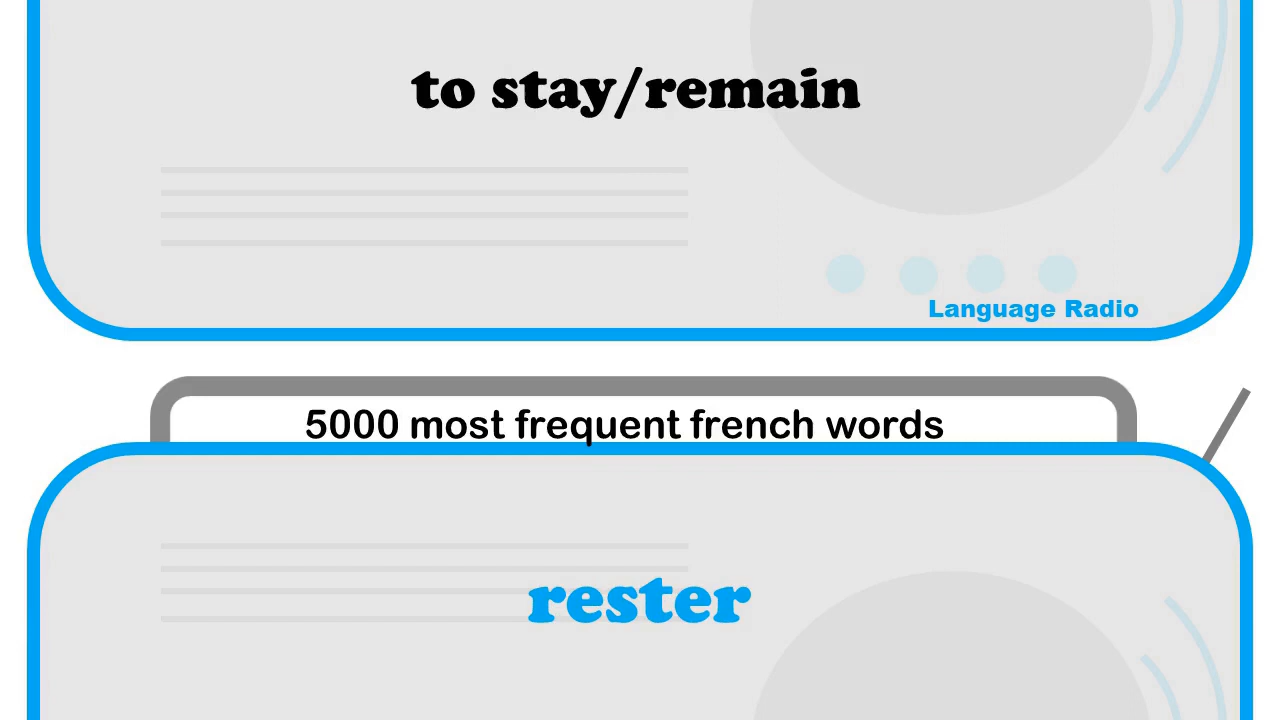 to stay/remain
Language Radio
5000 most frequent french words
rester